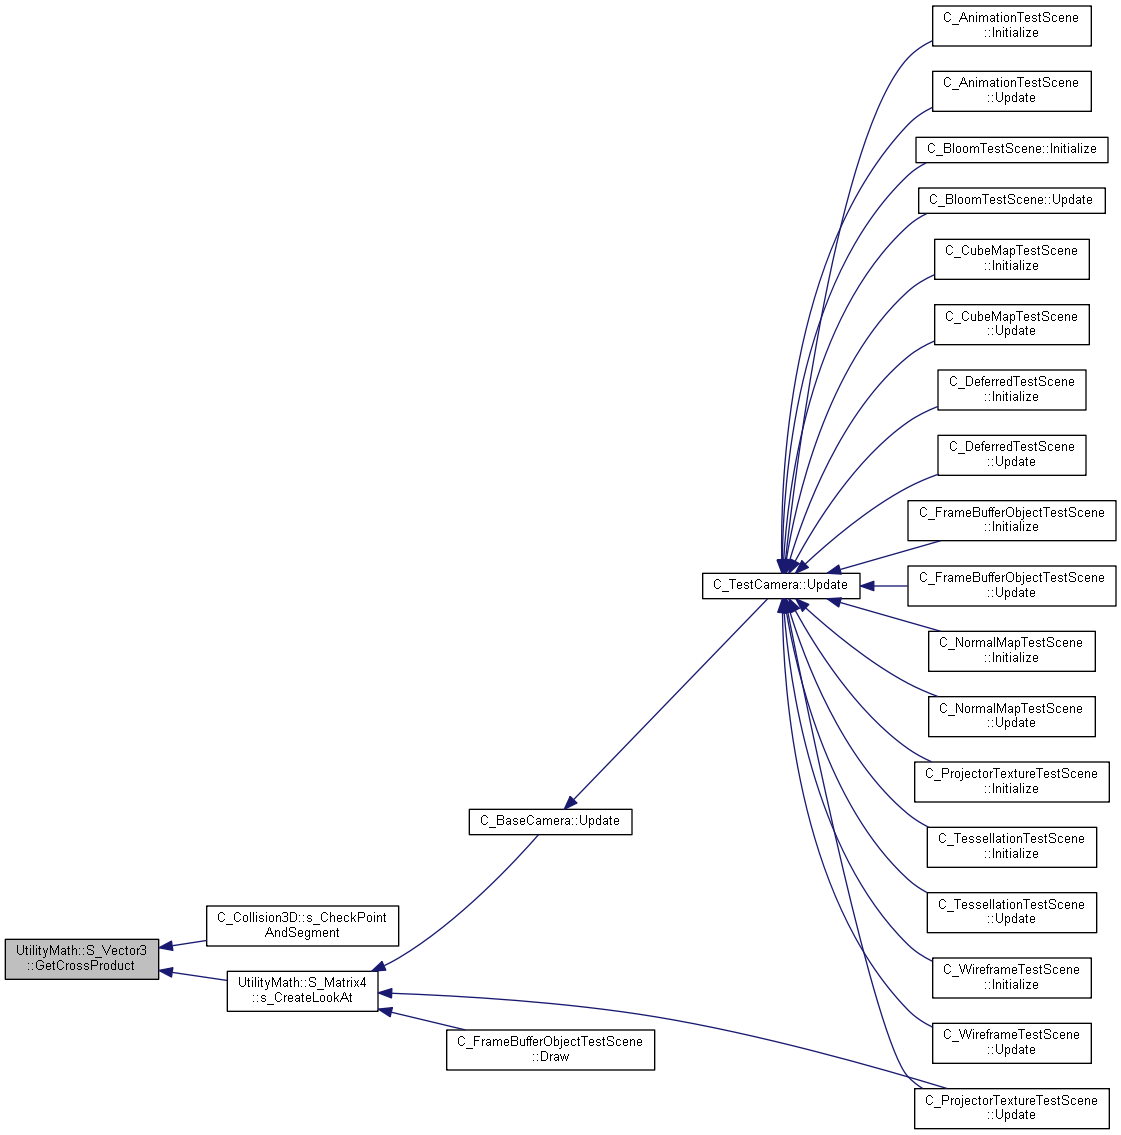 C_AnimationTestScene
::Initialize
C_AnimationTestScene
::Update
C_BloomTestScene::Initialize
C_BloomTestScene::Update
C_CubeMapTestScene
::Initialize
C_CubeMapTestScene
::Update
C_DeferredTestScene
::Initialize
C_DeferredTestScene
::Update
C_FrameBufferObjectTestScene
::Initialize
C_TestCamera::Update
C_FrameBufferObjectTestScene
::Update
C_NormalMapTestScene
::Initialize
C_NormalMapTestScene
::Update
C_ProjectorTextureTestScene
::Initialize
C_BaseCamera::Update
C_TessellationTestScene
::Initialize
C_TessellationTestScene
::Update
C_Collision3D::s_CheckPoint
AndSegment
UtilityMath::S_Vector3
::GetCrossProduct
C_WireframeTestScene
::Initialize
UtilityMath::S_Matrix4
::s_CreateLookAt
C_WireframeTestScene
::Update
C_FrameBufferObjectTestScene
::Draw
C_ProjectorTextureTestScene
::Update